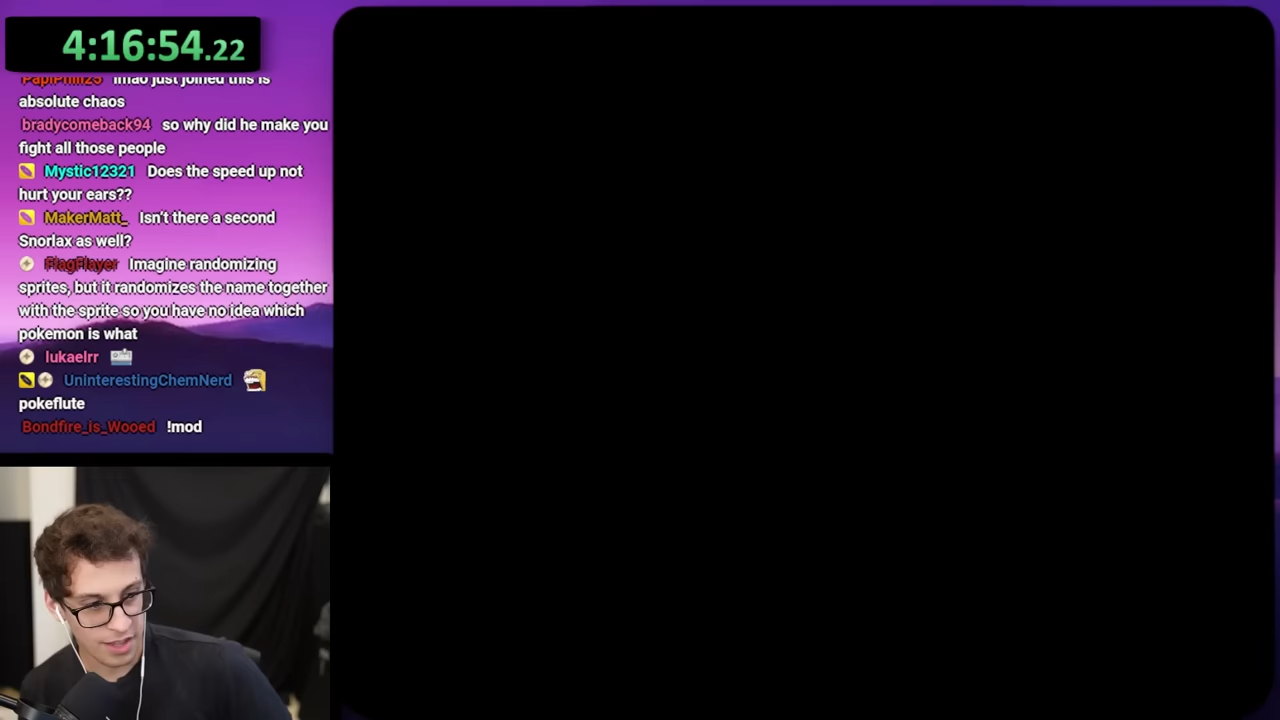 4:16:54.22
PapiPhill25 lmao just joined this is
absolute chaos
bradycomeback94 so why did he make you
fight all those people
Mystic12321 Does the speed up not
hurt your ears??
MakerMatt_ Isn't there a second
Snorlax as well?
FlagFlayer Imagine randomizing
sprites, but it randomizes the name together
with the sprite so you have no idea which
pokemon is what
lukaelrr
UninterestingChemNerd
pokeflute
Bondfire_is_Wooed !mod